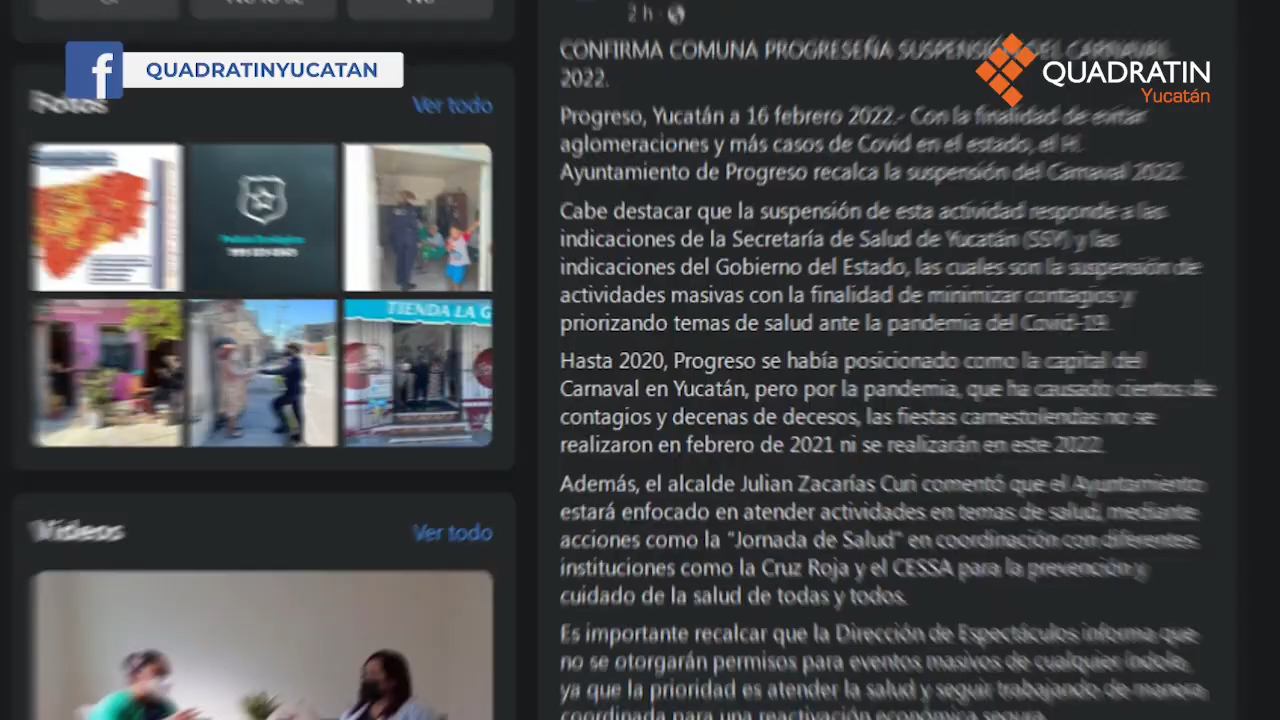 QUADRATINYUCATAN
QUADRATIN
Yucatán
Fotos
Ver todo
TIENDA LA G
Videos
Ver todo
2 h ·
CONFIRMA COMUNA PROGRESEÑA SUSPENSIÓN DEL CARNAVAL
2022.
Progreso, Yucatán a 16 febrero 2022.- Con la finalidad de evitar
aglomeraciones y más casos de Covid en el estado, el H.
Ayuntamiento de Progreso recalca la suspensión del Carnaval 2022.
Cabe destacar que la suspensión de esta actividad responde a las
indicaciones de la Secretaría de Salud de Yucatán (SSY) y las
indicaciones del Gobierno del Estado, las cuales son la suspensión de
actividades masivas con la finalidad de minimizar contagios y
priorizando temas de salud ante la pandemia del Covid-19.
Hasta 2020, Progreso se había posicionado como la capital del
Carnaval en Yucatán, pero por la pandemia, que ha causado cientos de
contagios y decenas de decesos, las fiestas carnestolendas no se
realizaron en febrero de 2021 ni se realizarán en este 2022.
Además, el alcalde Julian Zacarías Curi comentó que el Ayuntamiento
estará enfocado en atender actividades en temas de salud, mediante
acciones como la "Jornada de Salud" en coordinación con diferentes
instituciones como la Cruz Roja y el CESSA para la prevención y
cuidado de la salud de todas y todos.
Es importante recalcar que la Dirección de Espectáculos informa que
no se otorgarán permisos para eventos masivos de cualquier índole,
ya que la prioridad es atender la salud y seguir trabajando de manera
coordinada para una reactivación económica segura.